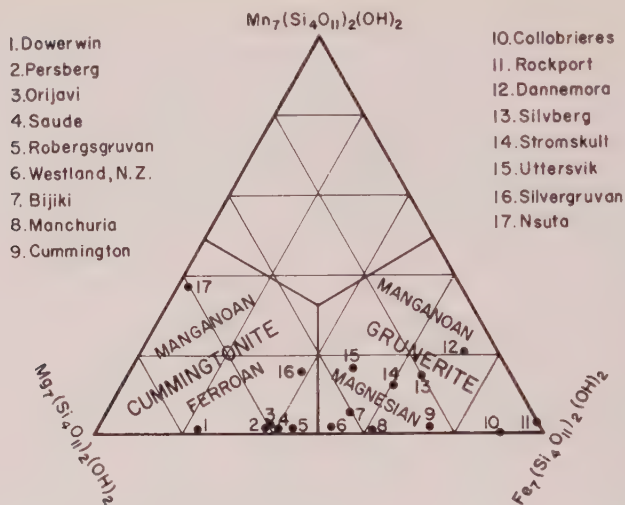 Mn₇(Si₄O₁₁)₂(OH)₂
1.Dowerwin
2.Persberg
3.Orijavi
4.Saude
5.Robergsgruvan
6.Westland, N.Z.
7. Bijiki
8.Manchuria
9.Cummington
10.Collobrieres
11. Rockport
12.Dannemora
13.Silvberg
14.Stromskult
15.Uttersvik
16.Silvergruvan
17.Nsuta
17
MANGANOAN
CUMMINGTONITE
FERROAN
MANGANOAN
GRUNERITE
MAGNESIAN
12
15
16
14
13
1
2
3
4
5
6
7
8
9
10
11
Mg₇(Si₄O₁₁)₂(OH)₂
Fe₇(Si₄O₁₁)₂(OH)₂